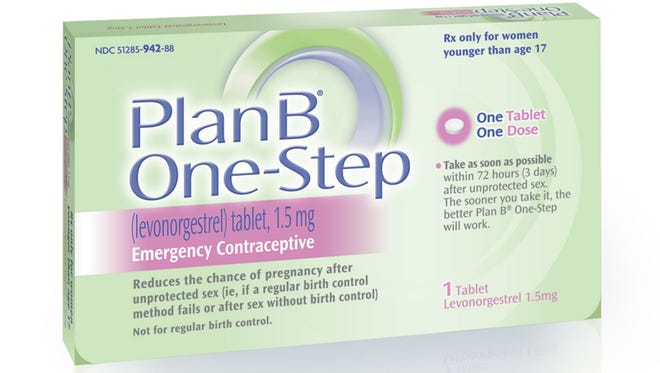 Plan B One-Step
NDC 51285-942-88
Rx only for women
younger than age 17
Plan B®
One-Step
(levonorgestrel) tablet, 1.5 mg
Emergency Contraceptive
Reduces the chance of pregnancy after
unprotected sex (ie, if a regular birth control
method fails or after sex without birth control)
Not for regular birth control.
One Tablet
One Dose
• Take as soon as possible
within 72 hours (3 days)
after unprotected sex.
The sooner you take it, the
better Plan B® One-Step
will work.
1 Tablet
Levonorgestrel 1.5mg